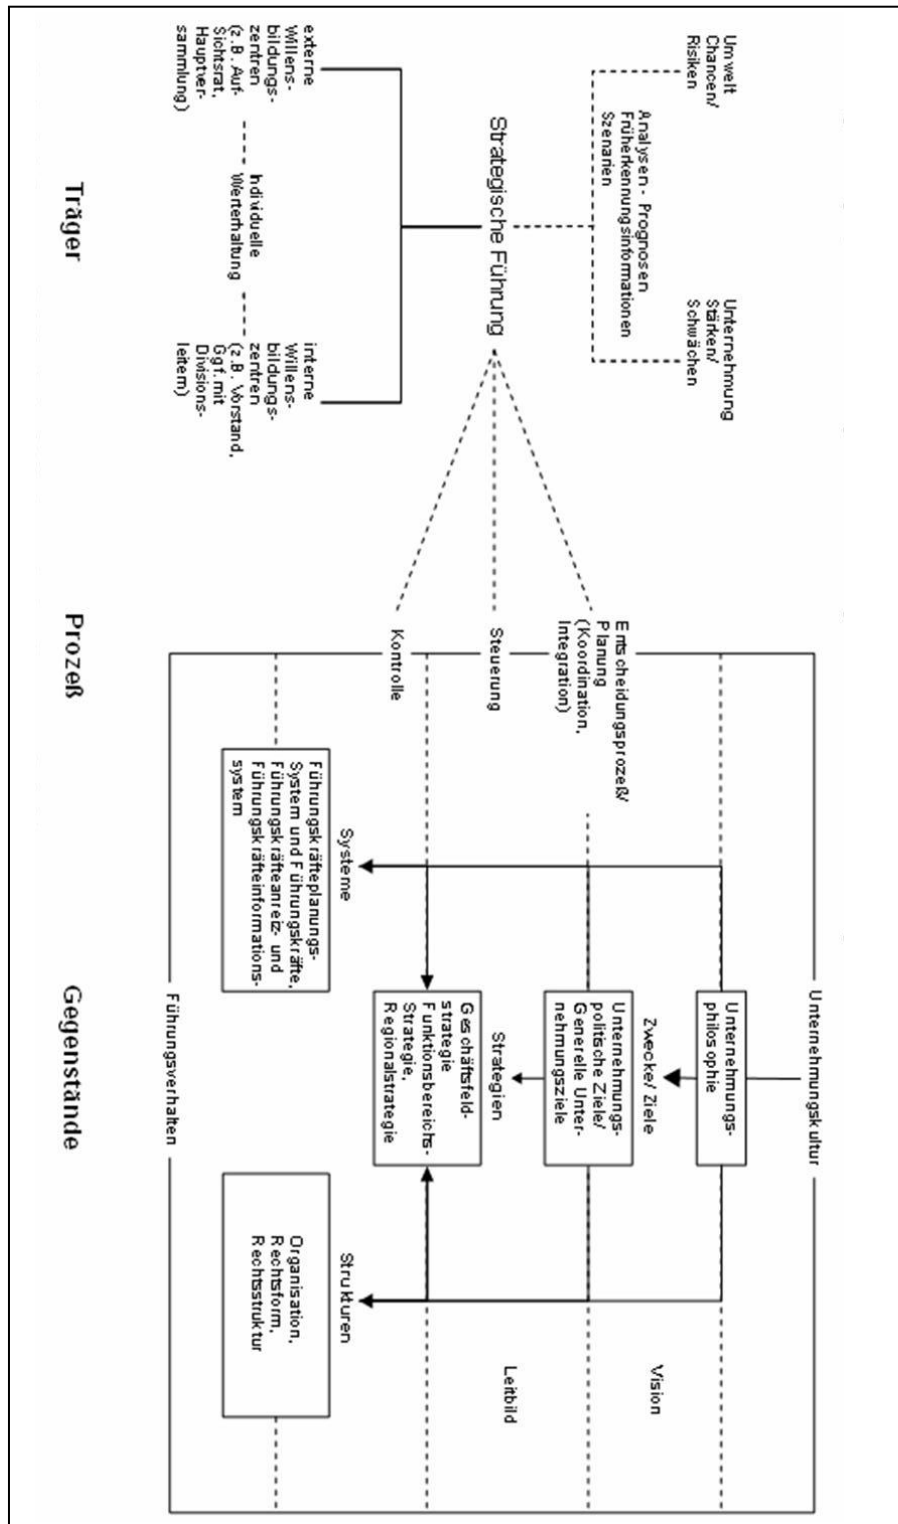 Umwelt
Chancen/
Risiken
Unternehmung
Stärken/
Schwächen
Analysen - Prognosen
Früherkennungsinformationen
Szenarien
Strategische Führung
externe
Willens-
bildungs-
zentren
(z.B. Auf-
Sichtsrat,
Hauptver-
sammlung)
Individuelle
Werterhaltung
interne
Willens-
bildungs-
zentren
(z.B. Vorstand,
Ggf. mit
Divisions-
leitern)
Träger
Entscheidungsprozeß/
Planung
(Koordination,
Integration)
Steuerung
Kontrolle
Prozeß
Unternehmungskultur
Unternehmungs-
philosophie
Zwecke/ Ziele
Vision
Unternehmungs-
politische Ziele/
Generelle Unter-
nehmungsziele
Strategien
Leitbild
Geschäftsfeld-
strategie
Funktionsbereichs-
Strategie,
Regionalstrategie
Systeme
Führungskräfteplanungs-
System und Führungskräfte,
Führungskräfteanreiz- und
Führungskräfteinformations-
system
Strukturen
Organisation,
Rechtsform,
Rechtsstruktur
Führungsverhalten
Gegenstände